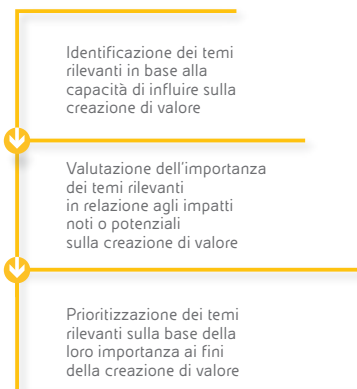 Identificazione dei temi
rilevanti in base alla
capacità di influire sulla
creazione di valore
Valutazione dell'importanza
dei temi rilevanti
in relazione agli impatti
noti o potenziali
sulla creazione di valore
Prioritizzazione dei temi
rilevanti sulla base della
loro importanza ai fini
della creazione di valore